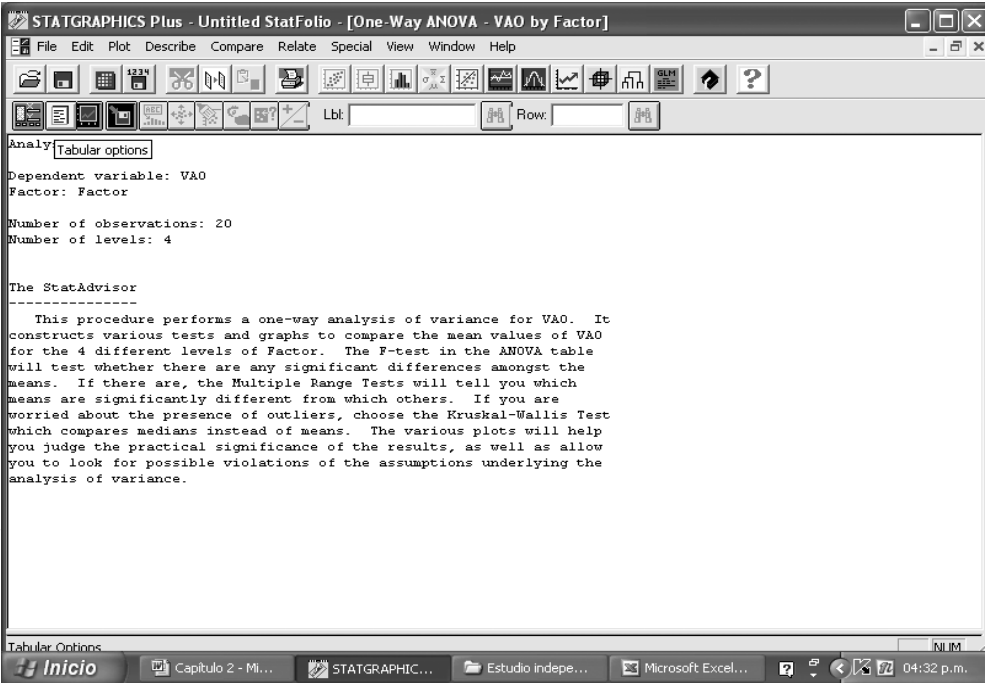 STATGRAPHICS Plus - Untitled StatFolio - [One-Way ANOVA - VAO by Factor]
File Edit Plot Describe Compare Relate Special View Window Help
1234
GLM
?
ABC
Lbl:
Row:
Analy
Tabular options
Dependent variable: VAO
Factor: Factor
Number of observations: 20
Number of levels: 4
The StatAdvisor
---------------
This procedure performs a one-way analysis of variance for VAO. It
constructs various tests and graphs to compare the mean values of VAO
for the 4 different levels of Factor. The F-test in the ANOVA table
will test whether there are any significant differences amongst the
means. If there are, the Multiple Range Tests will tell you which
means are significantly different from which others. If you are
worried about the presence of outliers, choose the Kruskal-Wallis Test
which compares medians instead of means. The various plots will help
you judge the practical significance of the results, as well as allow
you to look for possible violations of the assumptions underlying the
analysis of variance.
Tabular Options
NUM
Inicio
Capítulo 2 - Mi...
STATGRAPHIC...
Estudio indepe...
Microsoft Excel...
04:32 p.m.